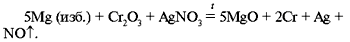 5Mg (изб.) + Cr₂O₃ + AgNO₃ =ᵗ 5MgO + 2Cr + Ag +
NO↑.